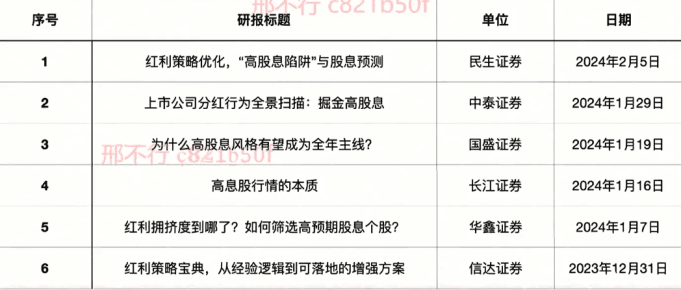 邢不行 c821b50f
序号 研报标题 单位 日期
1 红利策略优化，“高股息陷阱”与股息预测 民生证券 2024年2月5日
2 上市公司分红行为全景扫描：掘金高股息 中泰证券 2024年1月29日
3 为什么高股息风格有望成为全年主线？ 国盛证券 2024年1月19日
邢不行 c821b50f
4 高息股行情的本质 长江证券 2024年1月16日
5 红利拥挤度到哪了？如何筛选高预期股息个股？ 华鑫证券 2024年1月7日
6 红利策略宝典，从经验逻辑到可落地的增强方案 信达证券 2023年12月31日